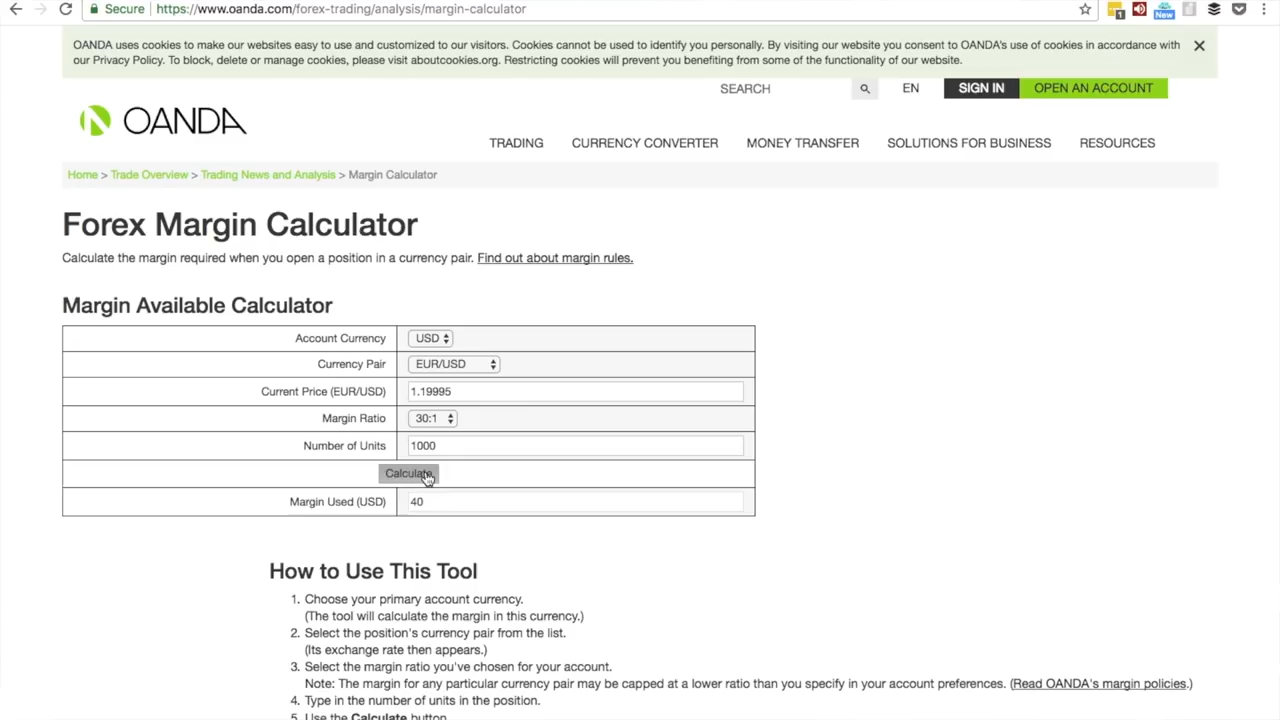 Secure https://www.oanda.com/forex-trading/analysis/margin-calculator
1
New
OANDA uses cookies to make our websites easy to use and customized to our visitors. Cookies cannot be used to identify you personally. By visiting our website you consent to OANDA's use of cookies in accordance with
our Privacy Policy. To block, delete or manage cookies, please visit aboutcookies.org. Restricting cookies will prevent you benefiting from some of the functionality of our website.
SEARCH EN SIGN IN OPEN AN ACCOUNT
OANDA
TRADING CURRENCY CONVERTER MONEY TRANSFER SOLUTIONS FOR BUSINESS RESOURCES
Home > Trade Overview > Trading News and Analysis > Margin Calculator
Forex Margin Calculator
Calculate the margin required when you open a position in a currency pair. Find out about margin rules.
Margin Available Calculator
Account Currency USD
Currency Pair EUR/USD
Current Price (EUR/USD) 1.19995
Margin Ratio 30:1
Number of Units 1000
Calculate
Margin Used (USD) 40
How to Use This Tool
1. Choose your primary account currency.
(The tool will calculate the margin in this currency.)
2. Select the position's currency pair from the list.
(Its exchange rate then appears.)
3. Select the margin ratio you've chosen for your account.
Note: The margin for any particular currency pair may be capped at a lower ratio than you specify in your account preferences. (Read OANDA's margin policies.)
4. Type in the number of units in the position.
5. Use the Calculate button